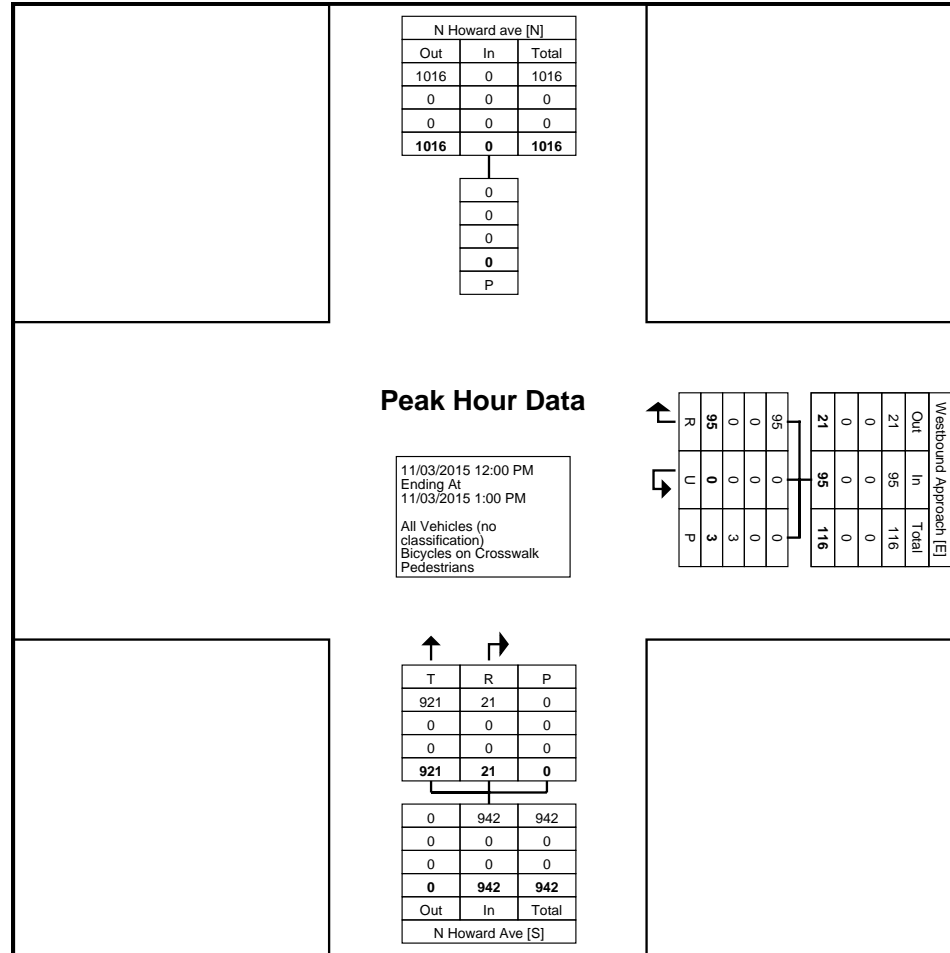 N Howard ave [N]
Out In Total
1016 0 1016
0 0 0
0 0 0
1016 0 1016
0
0
0
0
P
Peak Hour Data
11/03/2015 12:00 PM
Ending At
11/03/2015 1:00 PM
All Vehicles (no
classification)
Bicycles on Crosswalk
Pedestrians
Westbound Approach [E]
Out In Total
21 95 116
0 0 0
0 0 0
21 95 116
95 0 0
0 0 0
0 0 3
95 0 3
R U P
T R P
921 21 0
0 0 0
0 0 0
921 21 0
0 942 942
0 0 0
0 0 0
0 942 942
Out In Total
N Howard Ave [S]